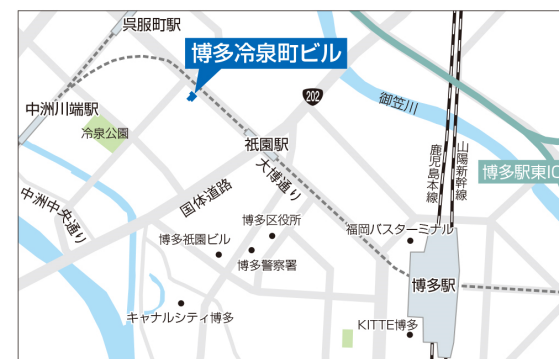 呉服町駅
博多冷泉町ビル
202
御笠川
中洲川端駅
冷泉公園
祇園駅
大博通り
国体道路
鹿児島本線
山陽新幹線
博多駅東IC
中洲中央通り
博多区役所
博多祇園ビル
博多警察署
福岡バスターミナル
博多駅
キャナルシティ博多
KITTE博多